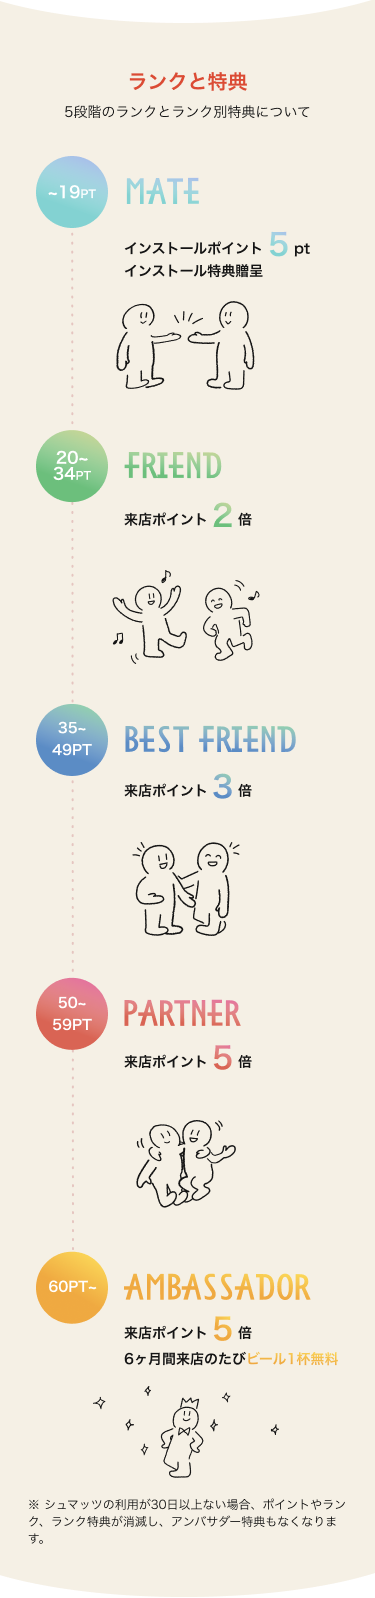 ランクと特典
5段階のランクとランク別特典について
~19PT
MATE
インストールポイント 5 pt
インストール特典贈呈
20~
34PT
FRIEND
来店ポイント 2 倍
35~
49PT
BEST FRIEND
来店ポイント 3 倍
50~
59PT
PARTNER
来店ポイント 5 倍
60PT~
AMBASSADOR
来店ポイント 5 倍
6ヶ月間来店のたびビール1杯無料
※ シュマッツの利用が30日以上ない場合、ポイントやラン
ク、ランク特典が消滅し、アンバサダー特典もなくなりま
す。